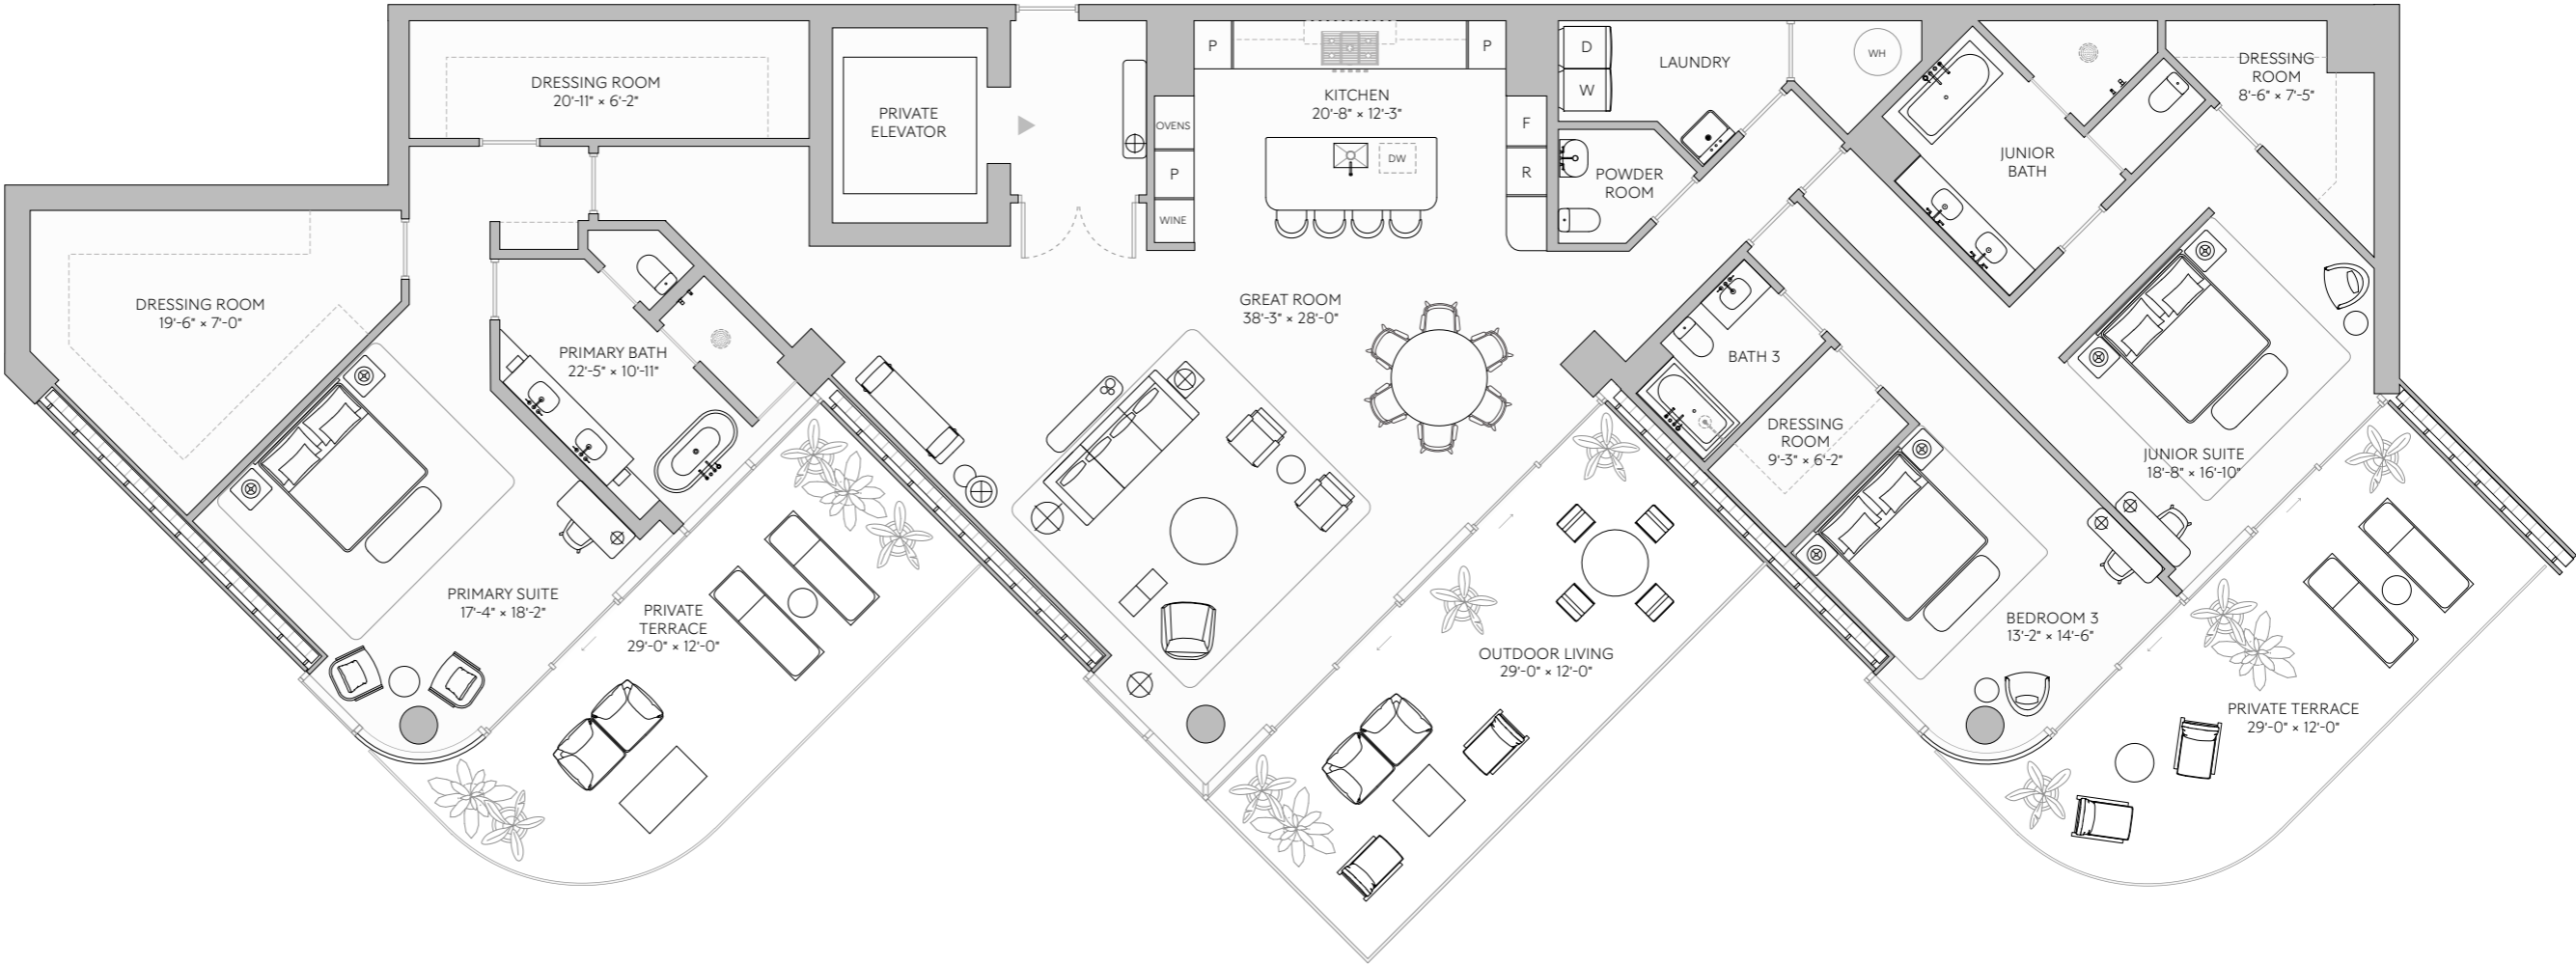 DRESSING ROOM
20'-11" × 6'-2"
PRIVATE
ELEVATOR
OVENS
P
WINE
P
P
KITCHEN
20'-8" × 12'-3"
DW
F
R
D
W
LAUNDRY
WH
POWDER
ROOM
JUNIOR
BATH
DRESSING
ROOM
8'-6" × 7'-5"
DRESSING ROOM
19'-6" × 7'-0"
PRIMARY BATH
22'-5" × 10'-11"
GREAT ROOM
38'-3" × 28'-0"
BATH 3
DRESSING
ROOM
9'-3" × 6'-2"
JUNIOR SUITE
18'-8" × 16'-10"
PRIMARY SUITE
17'-4" × 18'-2"
PRIVATE
TERRACE
29'-0" × 12'-0"
OUTDOOR LIVING
29'-0" × 12'-0"
BEDROOM 3
13'-2" × 14'-6"
PRIVATE TERRACE
29'-0" × 12'-0"